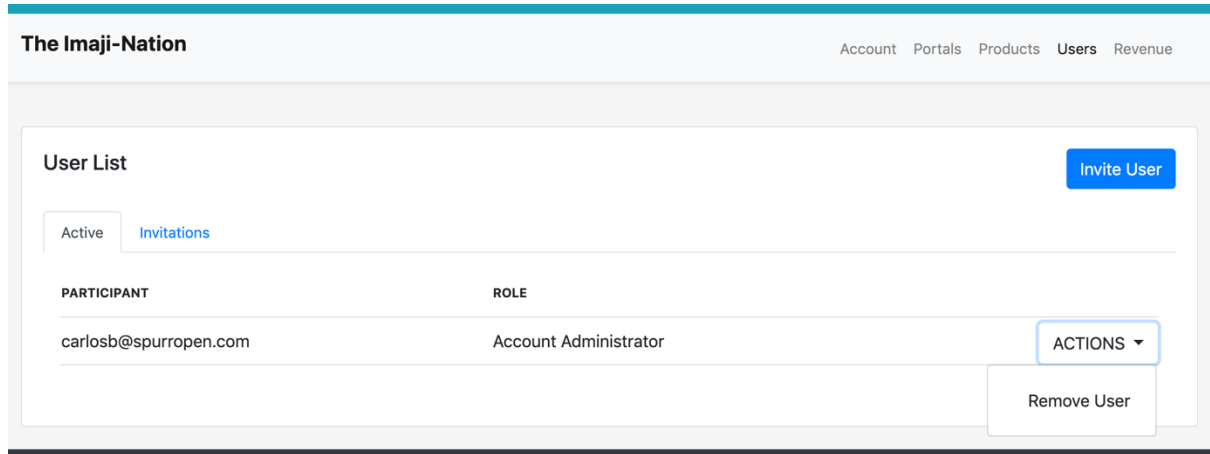 The Imaji-Nation
Account Portals Products Users Revenue
User List
Invite User
Active Invitations
PARTICIPANT ROLE
carlosb@spurropen.com Account Administrator ACTIONS
Remove User